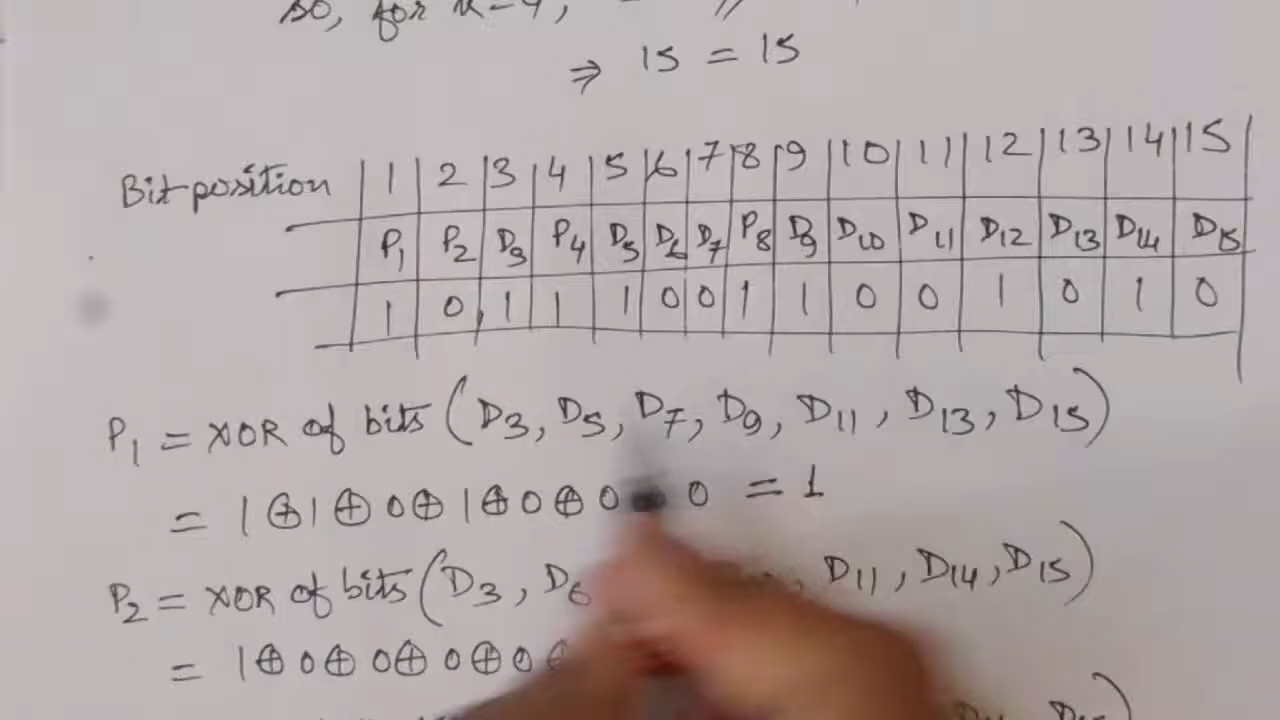 so, for
⇒ 15 = 15
Bit position | 1 | 2 | 3 | 4 | 5 | 6 | 7 | 8 | 9 | 10 | 11 | 12 | 13 | 14 | 15
P₁ | P₂ | D₃ | P₄ | D₅ | D₆ | D₇ | P₈ | D₉ | D₁₀ | D₁₁ | D₁₂ | D₁₃ | D₁₄ | D₁₅
1 | 0 | 1 | 1 | 1 | 0 | 0 | 1 | 1 | 0 | 0 | 1 | 0 | 1 | 0
P₁ = XOR of bits (D₃, D₅, D₇, D₉, D₁₁, D₁₃, D₁₅)
= 1 ⊕ 1 ⊕ 0 ⊕ 1 ⊕ 0 ⊕ 0 0 = 1
P₂ = XOR of bits (D₃, D₆ , D₁₁, D₁₄, D₁₅)
= 1 ⊕ 0 ⊕ 0 ⊕ 0 ⊕ 0